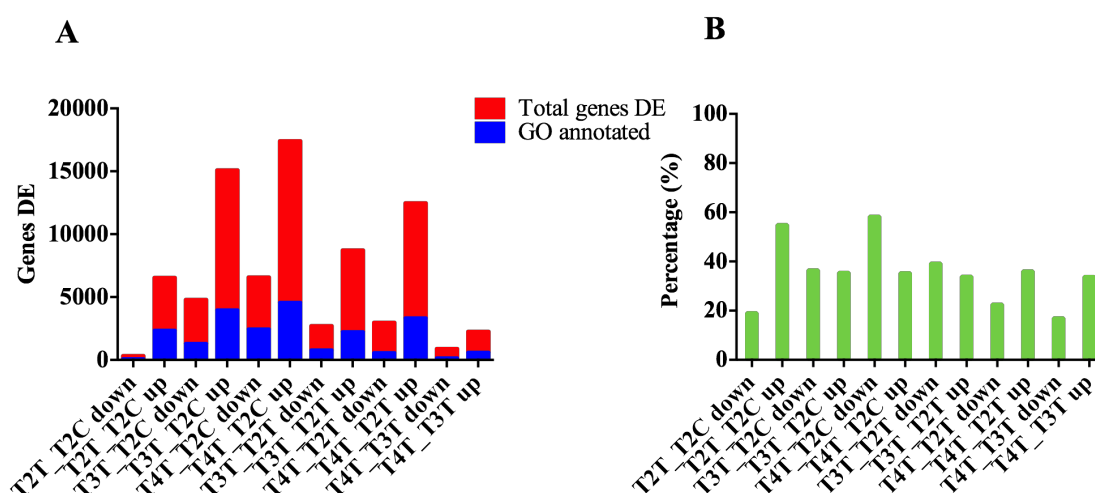 A
20000
15000
10000
5000
0
Genes DE
Total genes DE
GO annotated
T2T_T2C down
T2T_T2C up
T3T_T2C down
T3T_T2C up
T4T_T2C down
T4T_T2C up
T3T_T2T down
T3T_T2T up
T4T_T2T down
T4T_T2T up
T4T_T3T down
T4T_T3T up
B
100
80
60
40
20
0
Percentage (%)
T2T_T2C down
T2T_T2C up
T3T_T2C down
T3T_T2C up
T4T_T2C down
T4T_T2C up
T3T_T2T down
T3T_T2T up
T4T_T2T down
T4T_T2T up
T4T_T3T down
T4T_T3T up